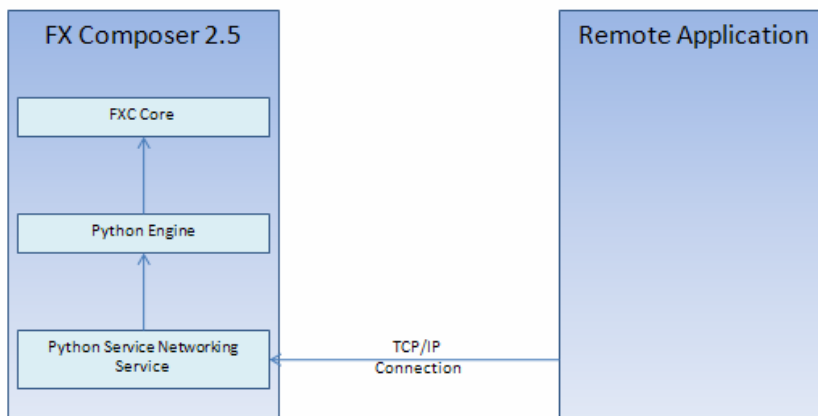 FX Composer 2.5
FXC Core
Python Engine
Python Service Networking
Service
TCP/IP
Connection
Remote Application